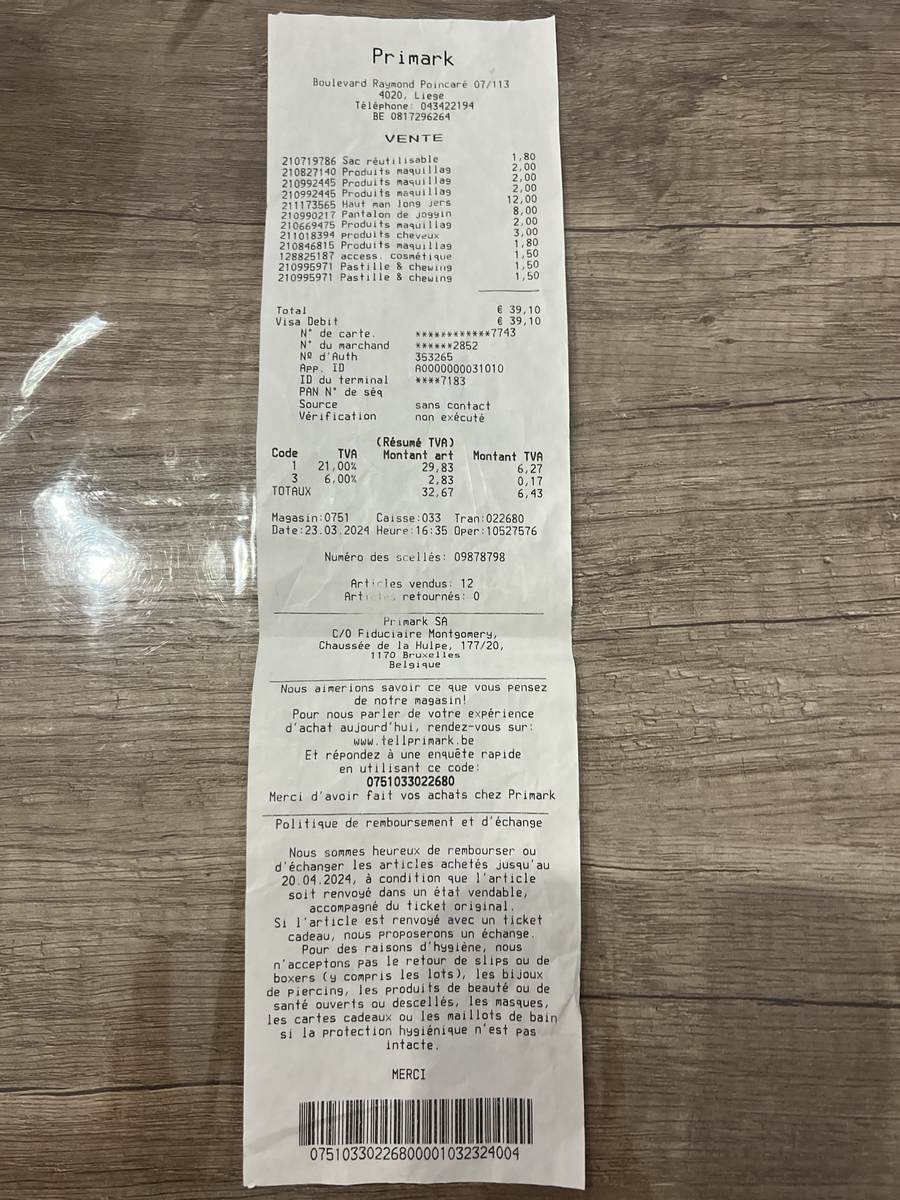 Primark
Boulevard Raymond Poincaré 07/113
4020, Liege
Téléphone: 043422194
BE 0817296264
VENTE
210719786 Sac réutilisable 1,80
210827140 Produits maquillag 2,00
210992445 Produits maquillag 2,00
210992445 Produits maquillag 2,00
211173565 Haut man long jers 12,00
210990217 Pantalon de joggin 8,00
210669475 Produits maquillag 2,00
211018394 produits cheveux 3,00
210846815 Produits maquillag 1,80
128825187 access. cosmétique 1,50
210995971 Pastille & chewing 1,50
210995971 Pastille & chewing 1,50
Total € 39,10
Visa Debit € 39,10
N° de carte. ************7743
N° du marchand ******2852
Nº d'Auth 353265
App. ID A0000000031010
ID du terminal ****7183
PAN N° de séq
Source sans contact
Vérification non exécuté
(Résumé TVA)
Code TVA Montant art Montant TVA
1 21,00% 29,83 6,27
3 6,00% 2,83 0,17
TOTAUX 32,67 6,43
Magasin:0751 Caisse:033 Tran:022680
Date:23.03.2024 Heure:16:35 Oper:10527576
Numéro des scellés: 09878798
Articles vendus: 12
Articles retournés: 0
Primark SA
C/O Fiduciaire Montgomery,
Chaussée de la Hulpe, 177/20,
1170 Bruxelles
Belgique
Nous aimerions savoir ce que vous pensez
de notre magasin!
Pour nous parler de votre expérience
d'achat aujourd'hui, rendez-vous sur:
www.tellprimark.be
Et répondez à une enquête rapide
en utilisant ce code:
0751033022680
Merci d'avoir fait vos achats chez Primark
Politique de remboursement et d'échange
Nous sommes heureux de rembourser ou
d'échanger les articles achetés jusqu'au
20.04.2024, à condition que l'article
soit renvoyé dans un état vendable,
accompagné du ticket original.
Si l'article est renvoyé avec un ticket
cadeau, nous proposerons un échange.
Pour des raisons d'hygiène, nous
n'acceptons pas le retour de slips ou de
boxers (y compris les lots), les bijoux
de piercing, les produits de beauté ou de
santé ouverts ou descellés, les masques,
les cartes cadeaux ou les maillots de bain
si la protection hygiénique n'est pas
intacte.
MERCI
07510330226800001032324004